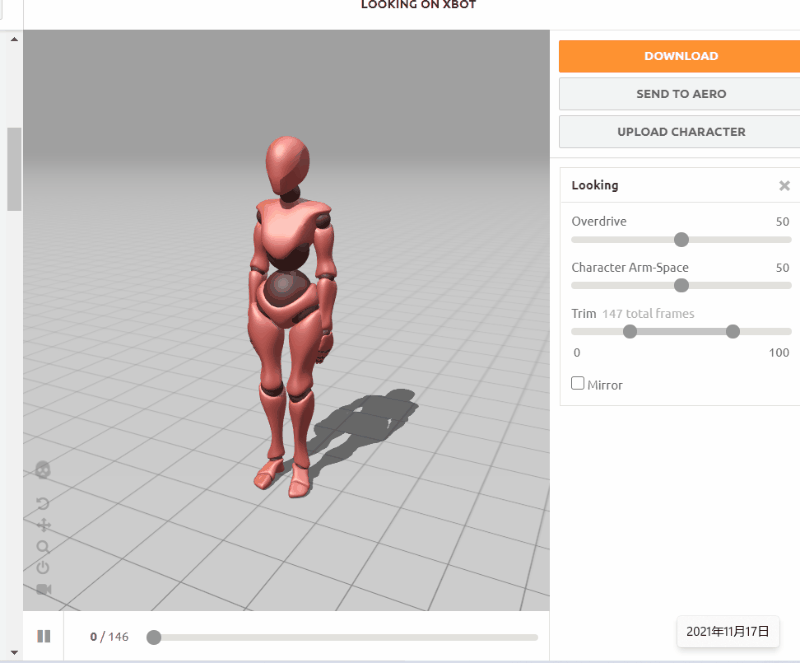 LOOKING ON XBOT
DOWNLOAD
SEND TO AERO
UPLOAD CHARACTER
Looking
Overdrive 50
Character Arm-Space 50
Trim 147 total frames
0 100
Mirror
0 / 146
2021年11月17日